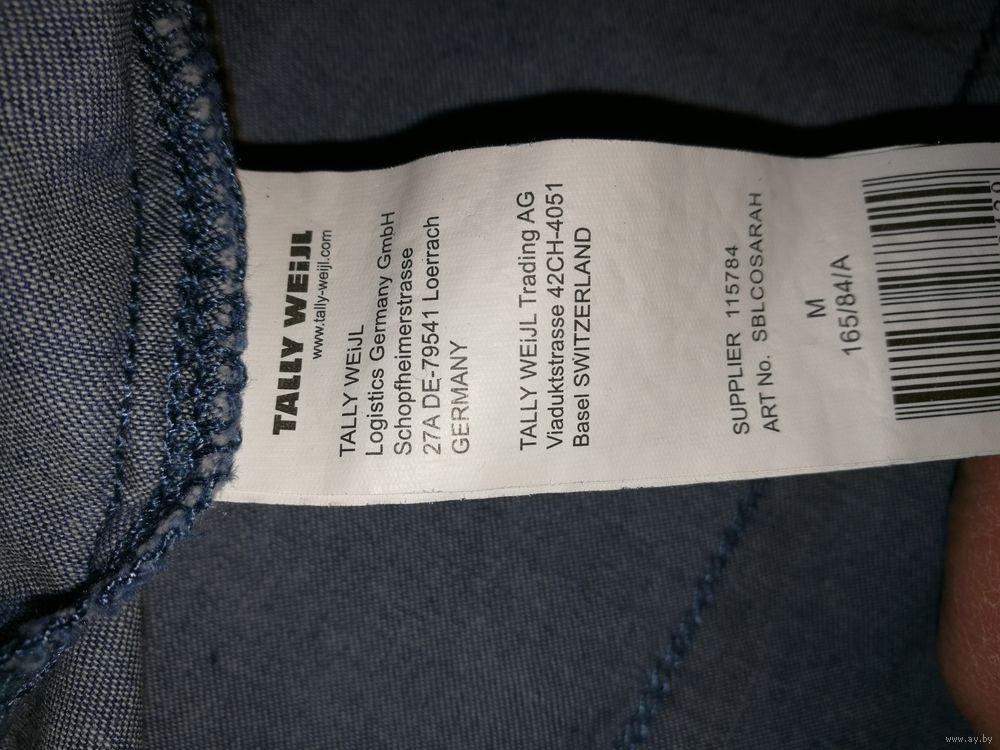 TALLY WEiJL
www.tally-weijl.com
TALLY WEiJL
Logistics Germany GmbH
Schopfheimerstrasse
27A DE-79541 Loerrach
GERMANY
TALLY WEiJL Trading AG
Viaduktstrasse 42CH-4051
Basel SWITZERLAND
SUPPLIER 115784
ART No. SBLCOSARAH
M
165/84/A
www.ay.by